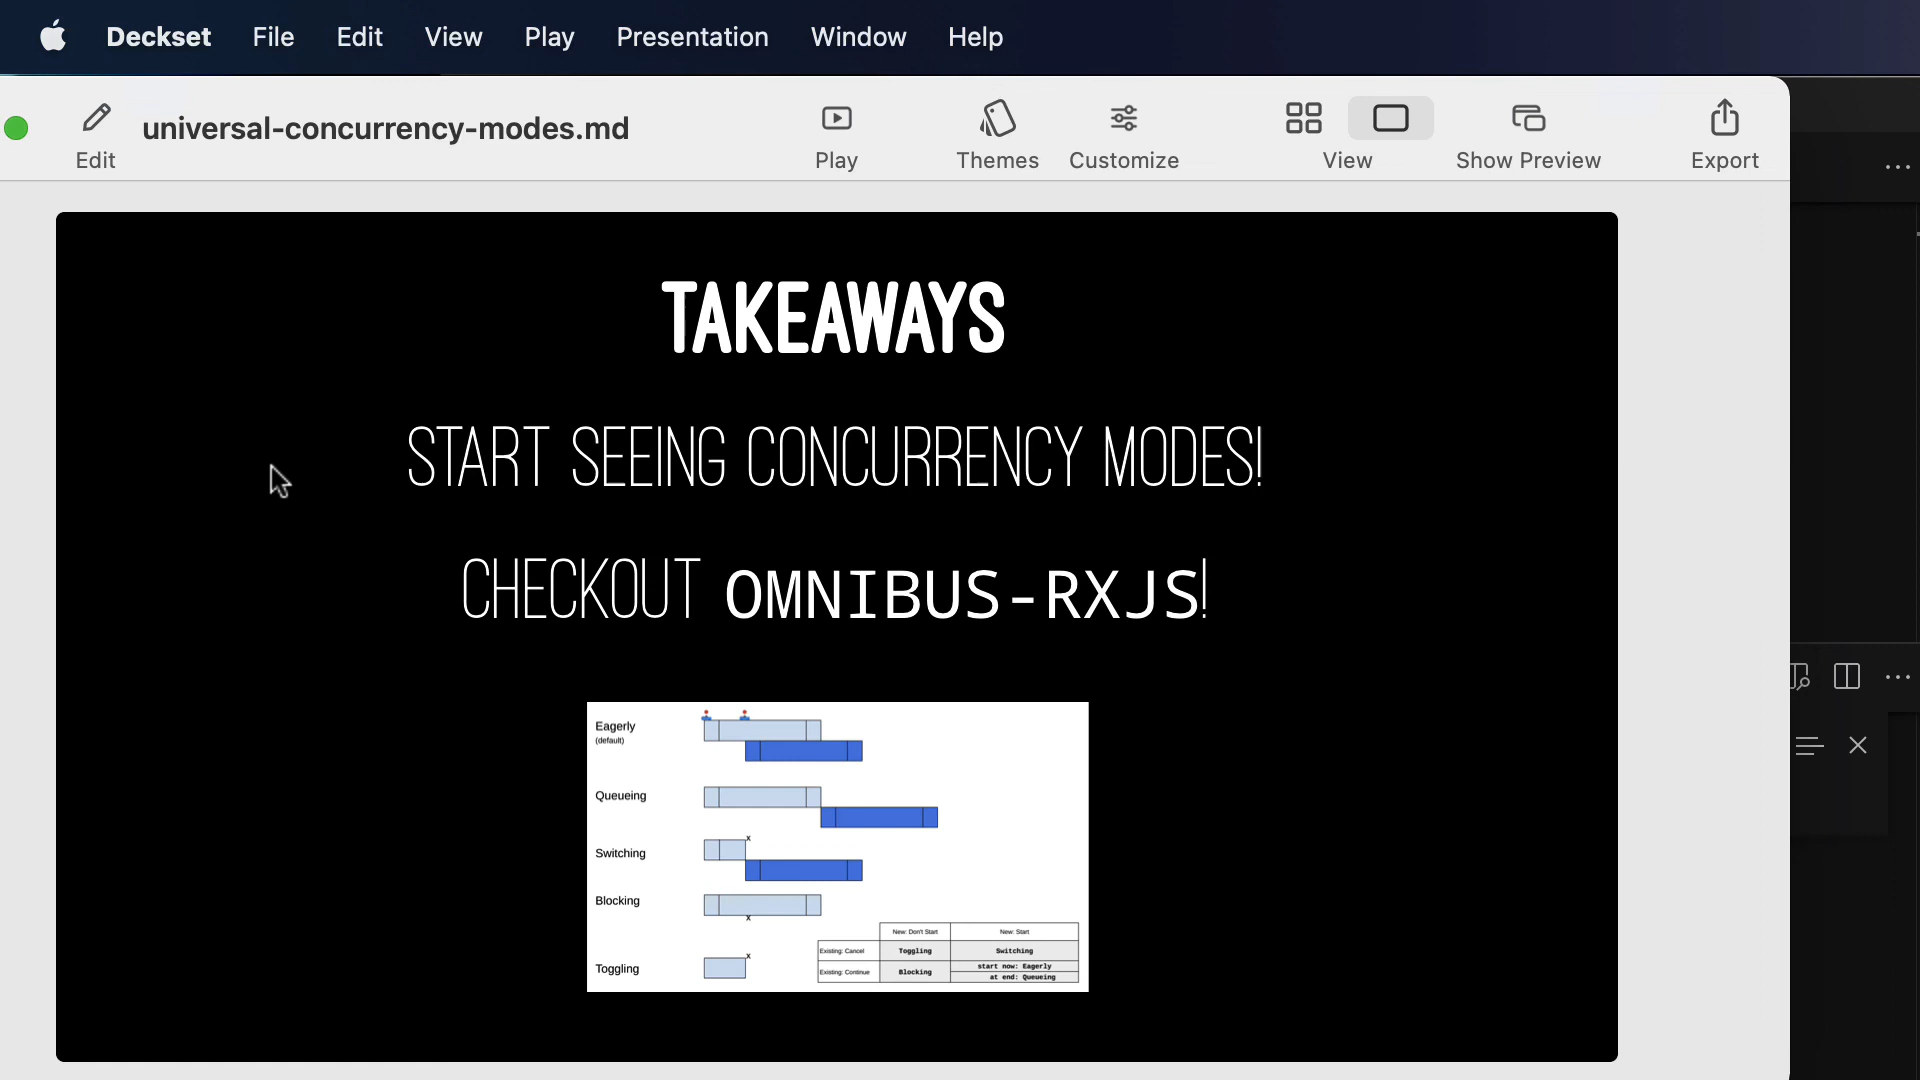 Deckset File Edit View Play Presentation Window Help
universal-concurrency-modes.md
Edit Play Themes Customize View Show Preview Export
TAKEAWAYS
START SEEING CONCURRENCY MODES!
CHECKOUT OMNIBUS-RXJS!
Eagerly
(default)
Queueing
x
Switching
Blocking
x
New: Don't Start New: Start
Existing: Cancel Toggling Switching
x
Toggling
Existing: Continue Blocking start now: Eagerly
at end: Queueing